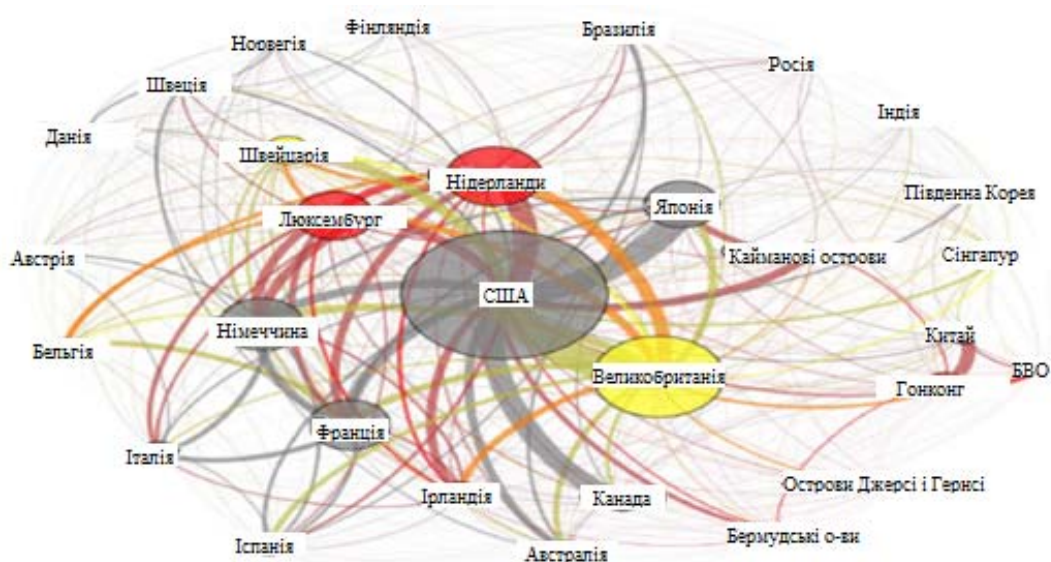 Фінляндія
Бразилія
Норвегія
Росія
Швеція
Індія
Данія
Швейцарія
Нідерланди
Південна Корея
Японія
Люксембург
Кайманові острови
Сінгапур
Австрія
США
Німеччина
Китай
Бельгія
Великобританія
БВО
Гонконг
Франція
Італія
Острови Джерсі і Гернсі
Ірландія
Канада
Бермудські о-ви
Іспанія
Австралія